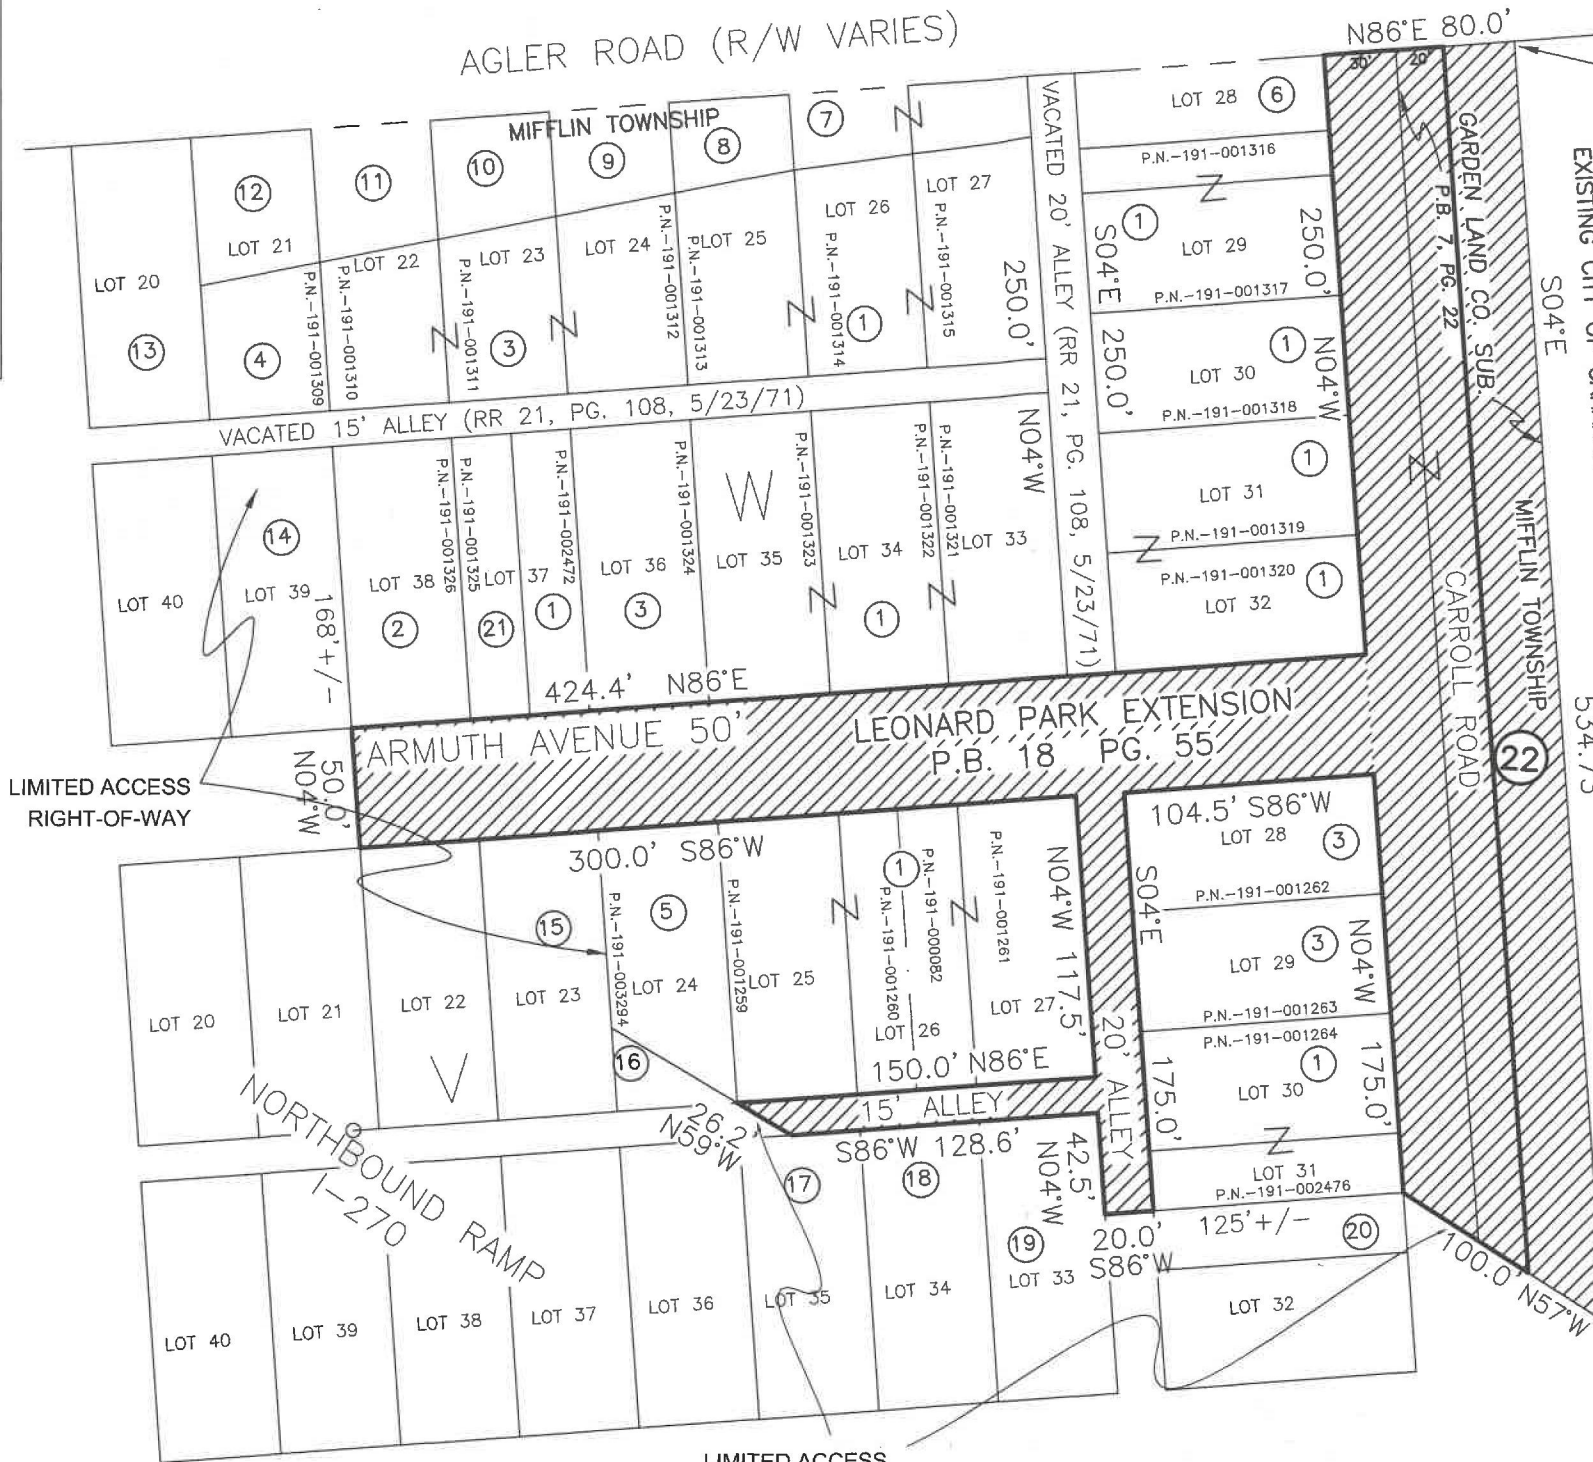 AGLER ROAD (R/W VARIES)
N86°E 80.0'
30' 20'
MIFFLIN TOWNSHIP
LOT 20
13
12
LOT 21
4
P.N.-191-001309
11
P.N.-191-001310
LOT 22
10
P.N.-191-001311
LOT 23
3
9
LOT 24
P.N.-191-001312
8
P.N.-191-001313
LOT 25
7
LOT 26
P.N.-191-001314
1
LOT 27
P.N.-191-001315
250.0'
VACATED 20' ALLEY (RR 21, PG. 108, 5/23/71)
LOT 28 6
P.N.-191-001316
Z
1
S04°E 250.0'
LOT 29
250.0'
P.N.-191-001317
1
N04°W
LOT 30
P.N.-191-001318
1
LOT 31
Z
P.N.-191-001319
P.N.-191-001320 1
LOT 32
P.B. 7, PG. 22
GARDEN LAND CO. SUB.
MIFFLIN TOWNSHIP
CARROLL ROAD
22
S04°E
534.75
EXISTING CITY OF
VACATED 15' ALLEY (RR 21, PG. 108, 5/23/71)
LOT 40
14
LOT 39
168'+/-
LOT 38
2
P.N.-191-001326
P.N.-191-001325
LOT 37
21
P.N.-191-002472
1
LOT 36
3
P.N.-191-001324
W
LOT 35
P.N.-191-001323
LOT 34
1
P.N.-191-001322
P.N.-191-001321
LOT 33
N04°W
424.4' N86°E
ARMUTH AVENUE 50'
LEONARD PARK EXTENSION
P.B. 18 PG. 55
50.0'
N04°W
LIMITED ACCESS
RIGHT-OF-WAY
300.0' S86°W
LOT 20
LOT 21
LOT 22
V
LOT 23
15
P.N.-191-003294
16
LOT 24
5
P.N.-191-001259
LOT 25
1
P.N.-191-001260
P.N.-191-000082
LOT 26
P.N.-191-001261
LOT 27
N04°W 117.5'
150.0' N86°E
15' ALLEY
20' ALLEY
104.5' S86°W
LOT 28
3
S04°E
P.N.-191-001262
LOT 29
3
N04°W
P.N.-191-001263
P.N.-191-001264
1
LOT 30
175.0'
175.0'
Z
LOT 31
P.N.-191-002476
125'+/- 20
LOT 32
100.0' N57°W
26.2'
N59°W
S86°W 128.6'
42.5'
N04°W
20.0'
S86°W
NORTHBOUND RAMP
I-270
LOT 40
LOT 39
LOT 38
LOT 37
LOT 36
17
LOT 35
18
LOT 34
19
LOT 33
LIMITED ACCESS